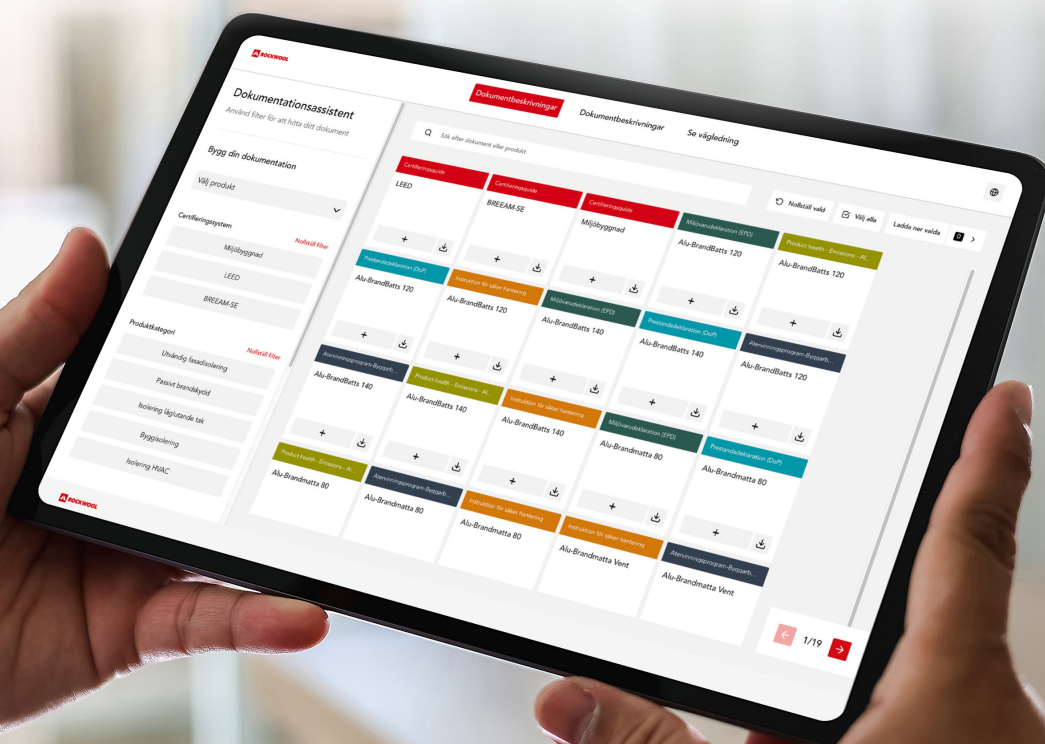 ROCKWOOL
Dokumentbeskrivningar
Dokumentbeskrivningar
Se vägledning
Dokumentationsassistent
Använd filter för att hitta ditt dokument
Bygg din dokumentation
Välj produkt
Certifieringssystem
Nollställ filter
Miljöbyggnad
LEED
BREEAM-SE
Produktkategori
Nollställ filter
Utvändig fasadisolering
Passivt brandskydd
Isolering låglutande tak
Byggisolering
Isolering HVAC
ROCKWOOL
Sök efter dokument eller produkt
Nollställ vald
Välj alla
Ladda ner valda
0
Certifieringsguide
LEED
Certifieringsguide
BREEAM-SE
Certifieringsguide
Miljöbyggnad
Miljövarudeklaration (EPD)
Alu-BrandBatts 120
Product health - Emissions - Al...
Alu-BrandBatts 120
Prestandadeklaration (DoP)
Alu-BrandBatts 120
Instruktion för säker hantering
Alu-BrandBatts 120
Miljövarudeklaration (EPD)
Alu-BrandBatts 140
Prestandadeklaration (DoP)
Alu-BrandBatts 140
Återvinningsprogram-Byggarb...
Alu-BrandBatts 120
Återvinningsprogram-Byggarb...
Alu-BrandBatts 140
Product health - Emissions - Al...
Alu-BrandBatts 140
Instruktion för säker hantering
Alu-BrandBatts 140
Miljövarudeklaration (EPD)
Alu-Brandmatta 80
Prestandadeklaration (DoP)
Alu-Brandmatta 80
Product health - Emissions - Al...
Alu-Brandmatta 80
Återvinningsprogram-Byggarb...
Alu-Brandmatta 80
Instruktion för säker hantering
Alu-Brandmatta 80
Instruktion för säker hantering
Alu-Brandmatta Vent
Återvinningsprogram-Byggarb...
Alu-Brandmatta Vent
1/19